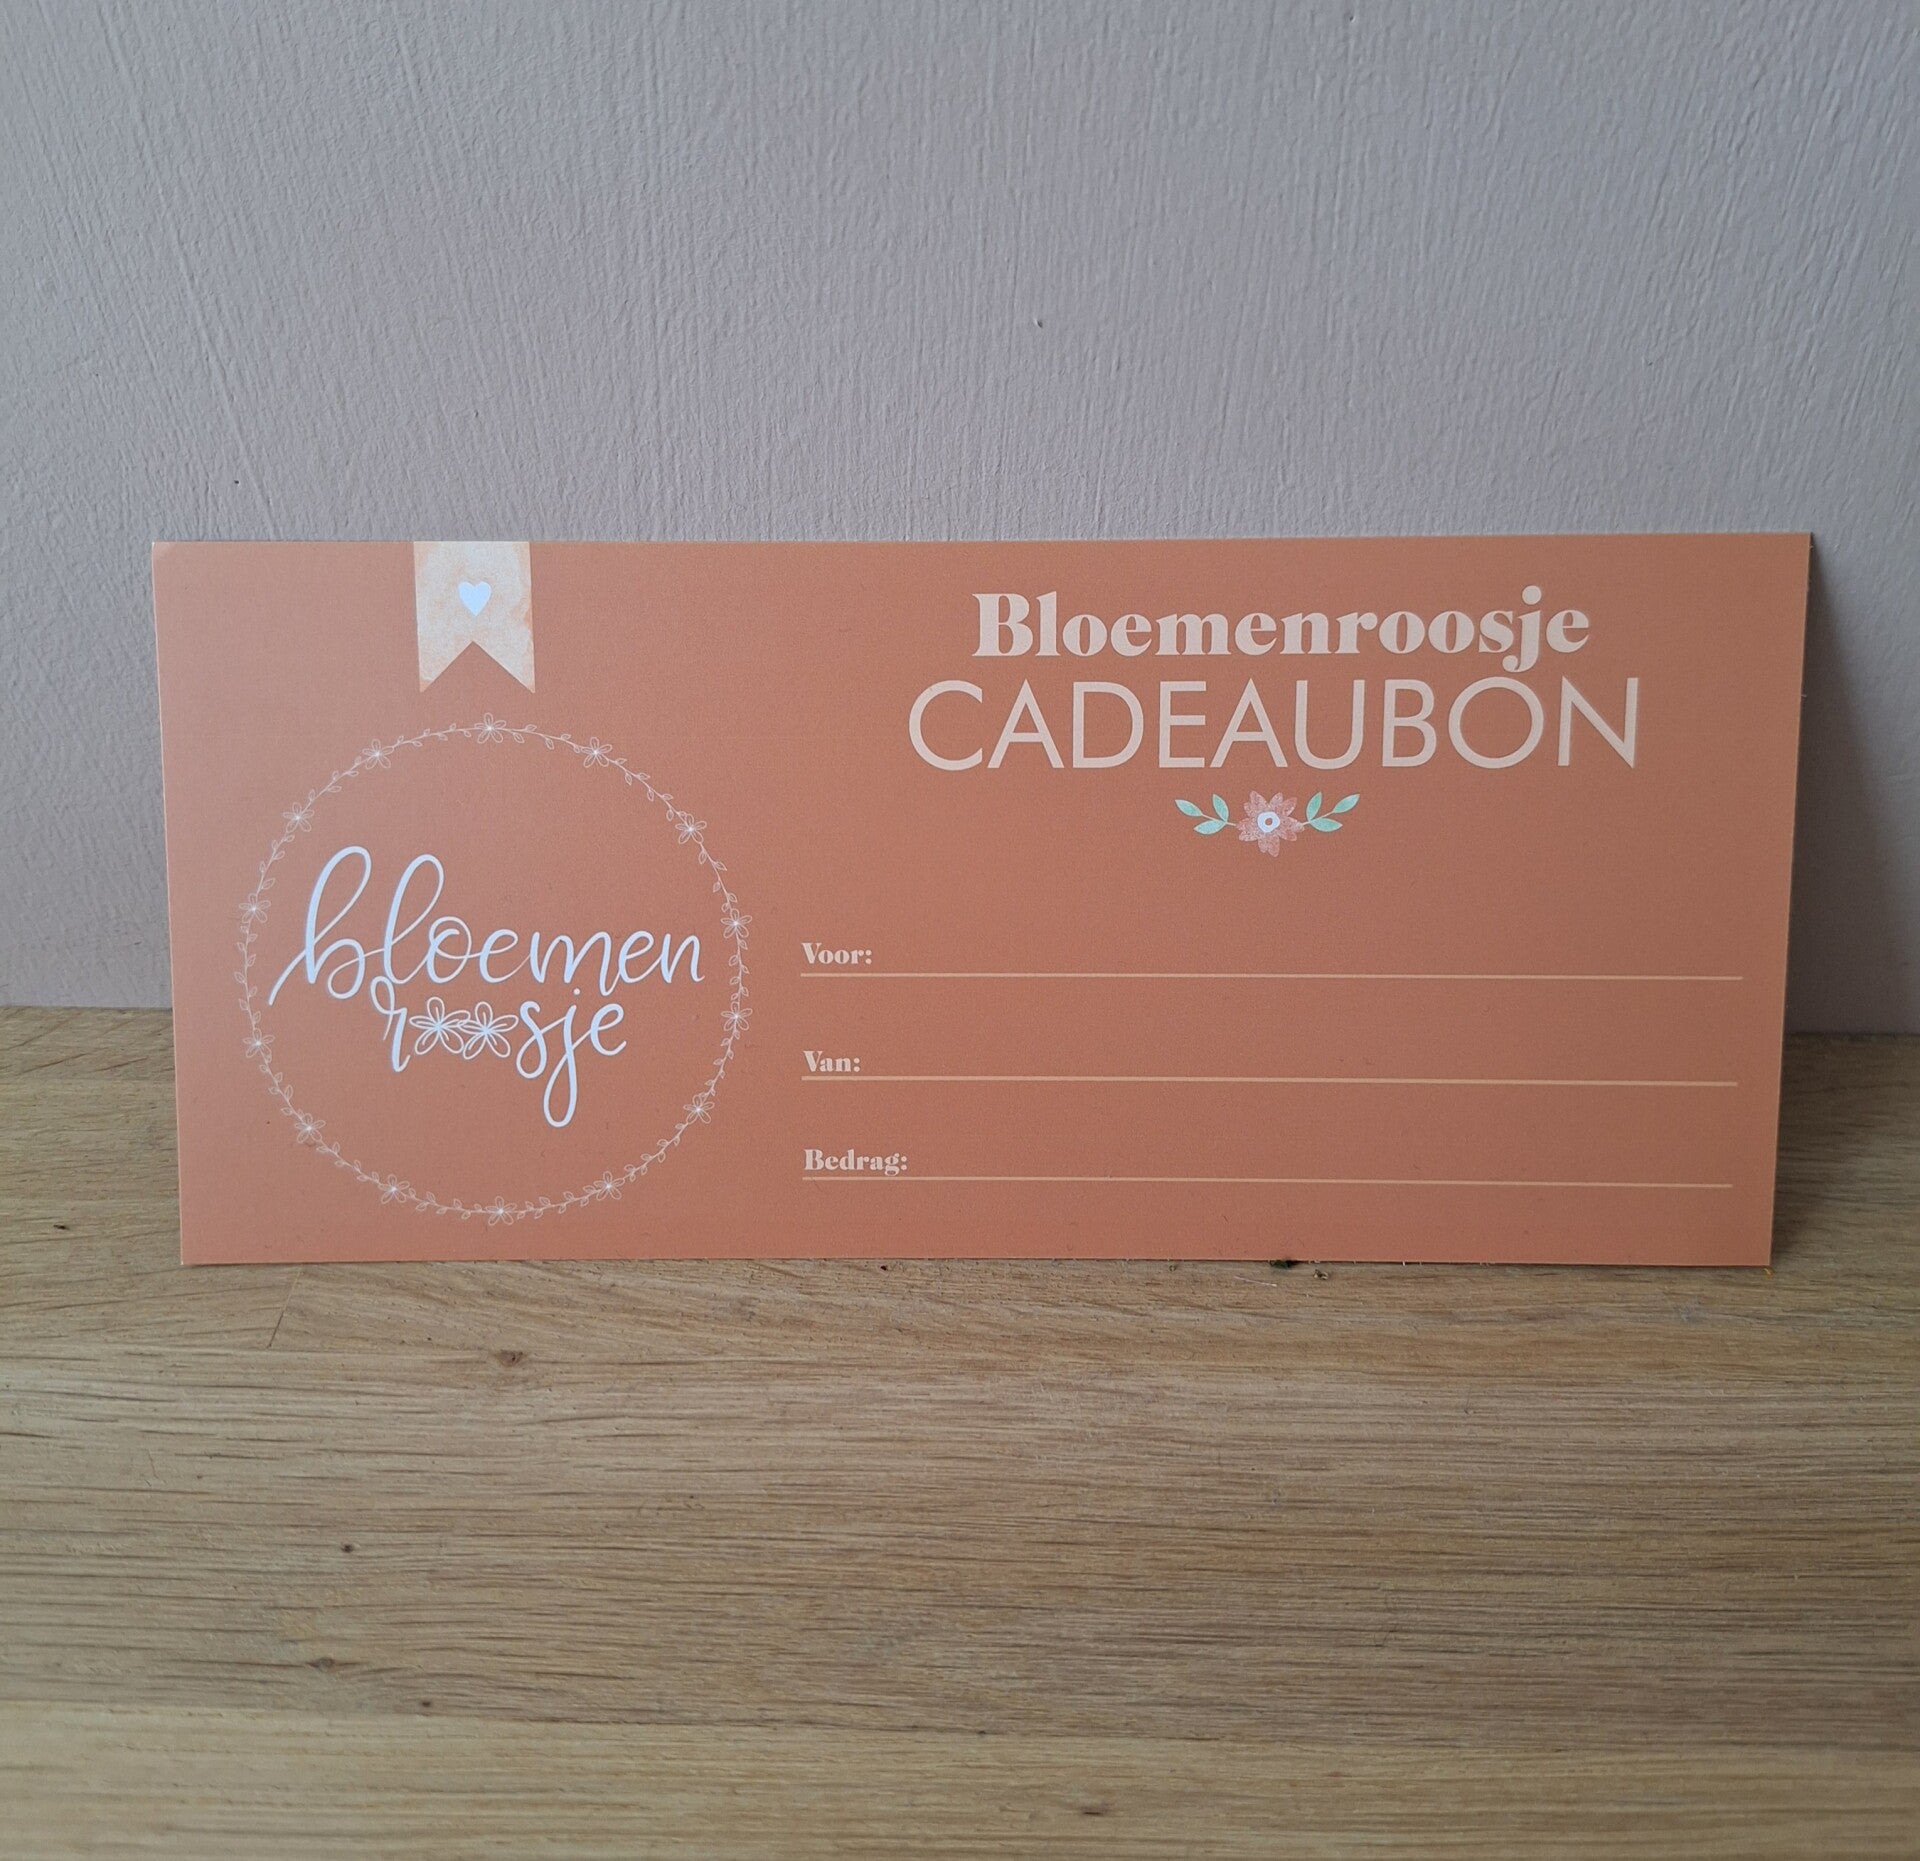 bloemen
roosje
Bloemenroosje
CADEAUBON
Voor:
Van:
Bedrag: